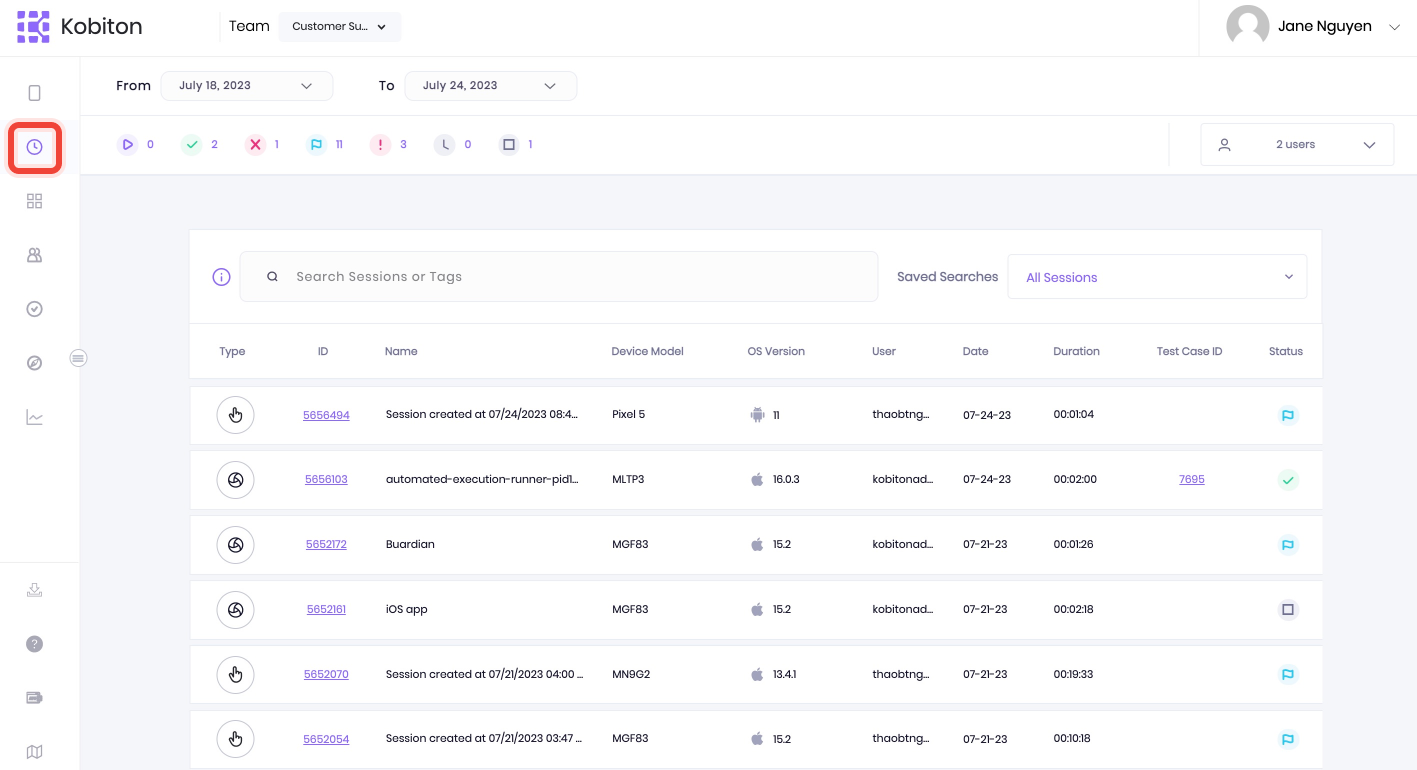 Kobiton Team Customer Su... Jane Nguyen
From July 18, 2023 To July 24, 2023
0 2 1 11 3 0 1 2 users
Search Sessions or Tags Saved Searches All Sessions
Type ID Name Device Model OS Version User Date Duration Test Case ID Status
5656494 Session created at 07/24/2023 08:4... Pixel 5 11 thaobtng... 07-24-23 00:01:04
5656103 automated-execution-runner-pid1... MLTP3 16.0.3 kobitonad... 07-24-23 00:02:00 7695
5652172 Buardian MGF83 15.2 kobitonad... 07-21-23 00:01:26
5652161 iOS app MGF83 15.2 kobitonad... 07-21-23 00:02:18
5652070 Session created at 07/21/2023 04:00 ... MN9G2 13.4.1 thaobtng... 07-21-23 00:19:33
5652054 Session created at 07/21/2023 03:47 ... MGF83 15.2 thaobtng... 07-21-23 00:10:18